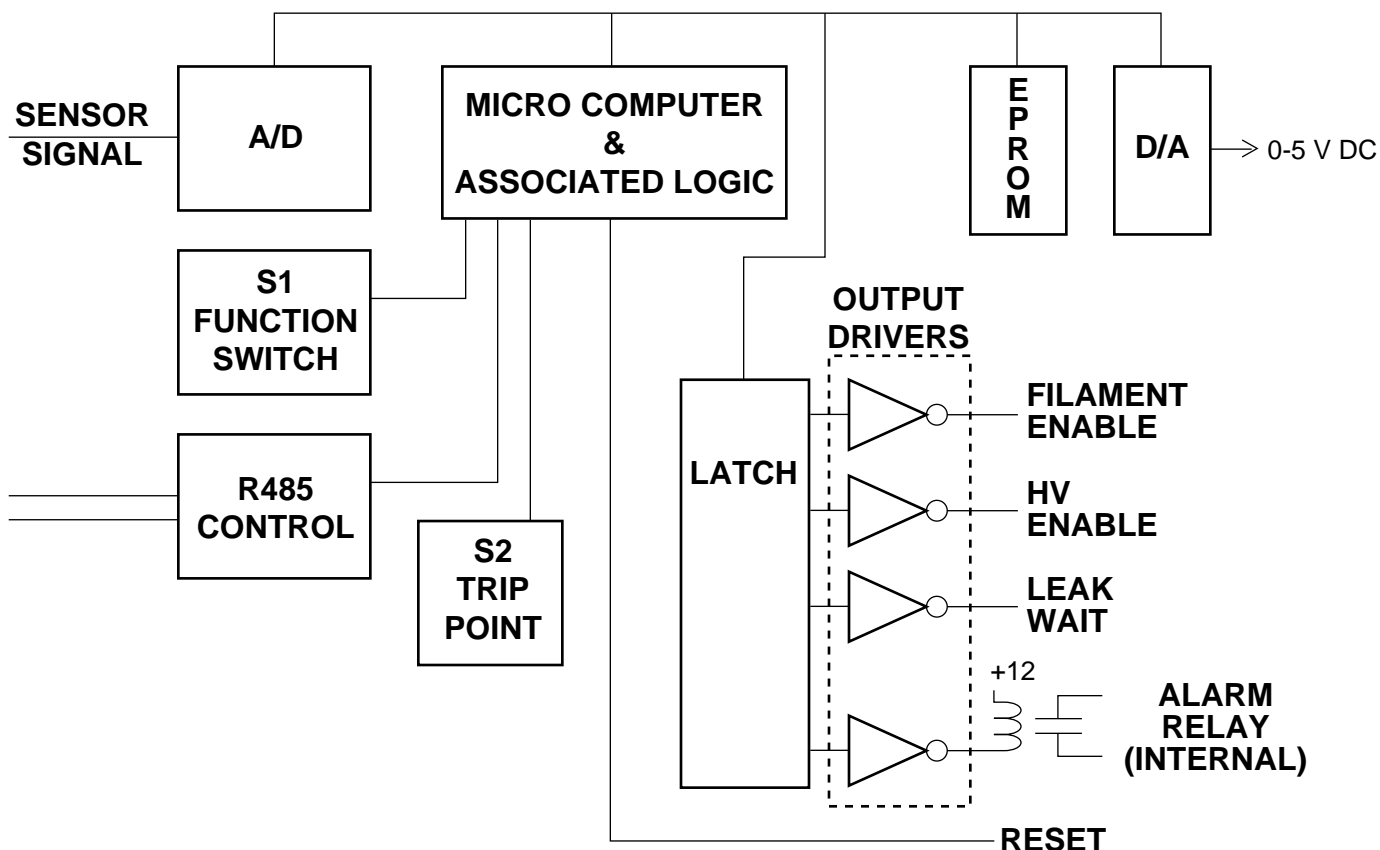 SENSOR
SIGNAL
A/D
MICRO COMPUTER
&
ASSOCIATED LOGIC
E
P
R
O
M
D/A
0-5 V DC
S1
FUNCTION
SWITCH
OUTPUT
DRIVERS
R485
CONTROL
S2
TRIP
POINT
LATCH
FILAMENT
ENABLE
HV
ENABLE
LEAK
WAIT
+12
ALARM
RELAY
(INTERNAL)
RESET